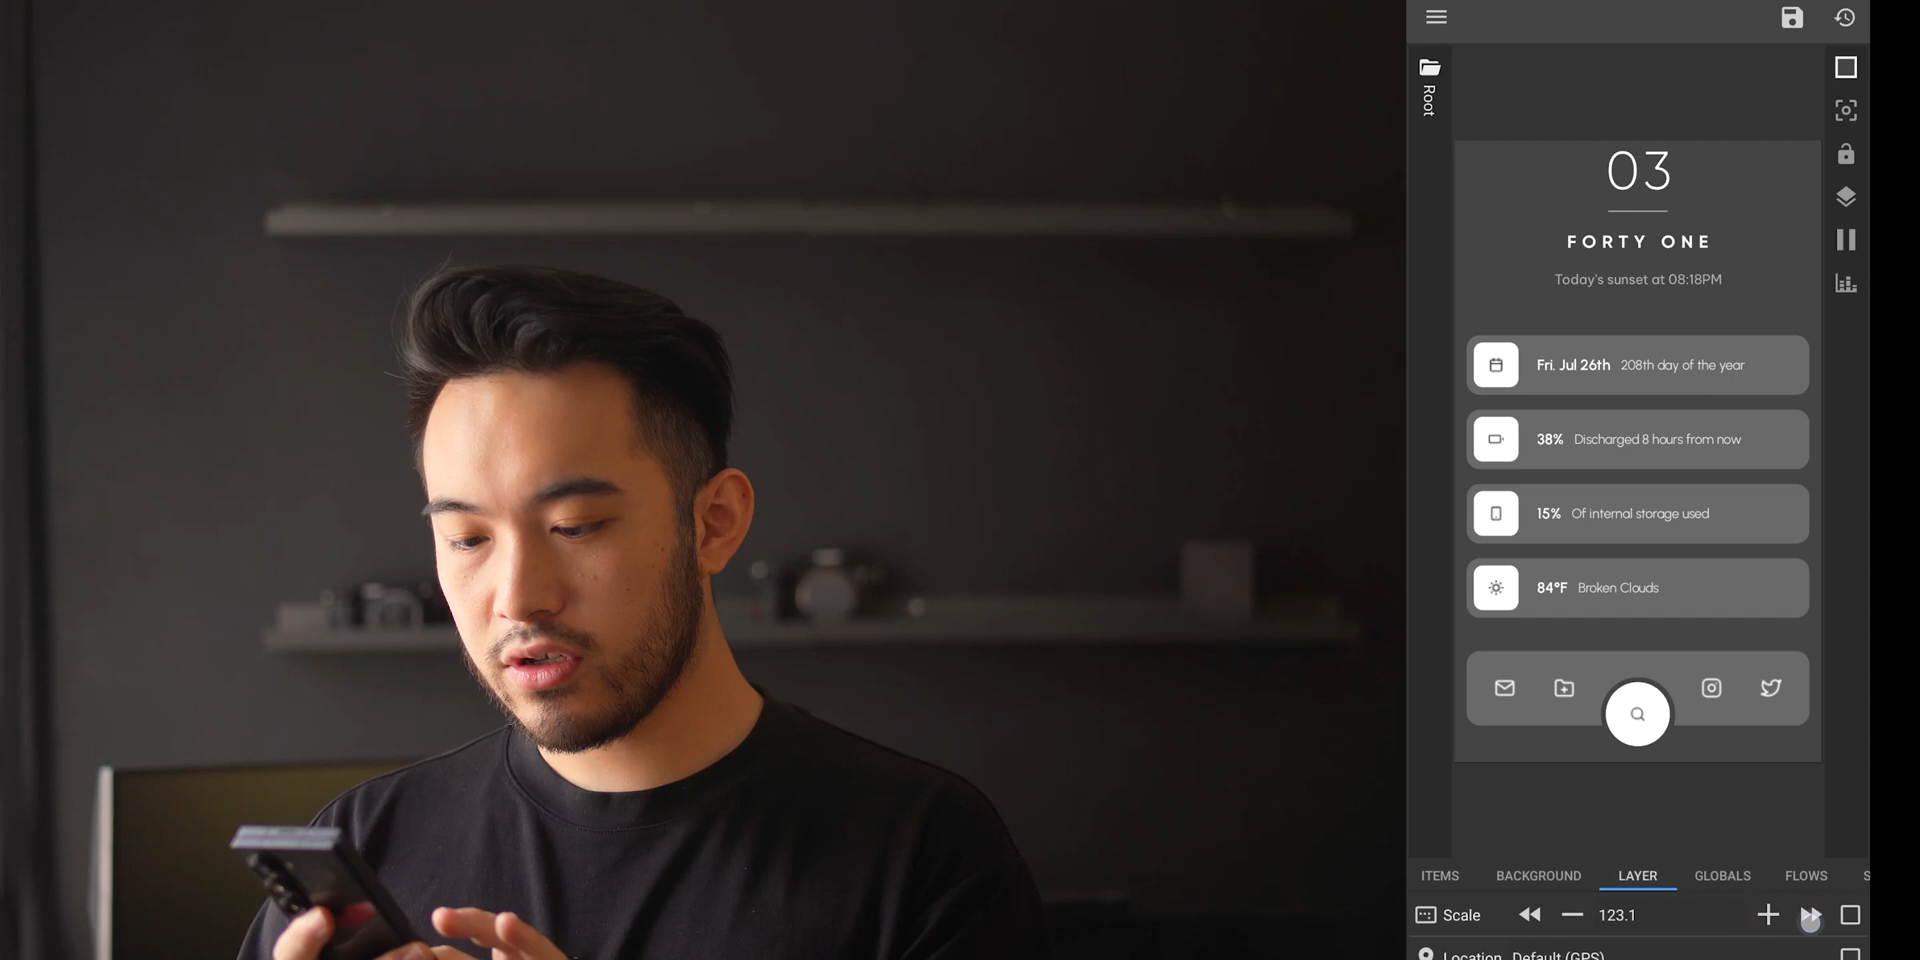 Root
03
FORTY ONE
Today's sunset at 08:18PM
Fri. Jul 26th 208th day of the year
38% Discharged 8 hours from now
15% Of internal storage used
84°F Broken Clouds
ITEMS BACKGROUND LAYER GLOBALS FLOWS S
Scale 123.1
Location Default (GPS)